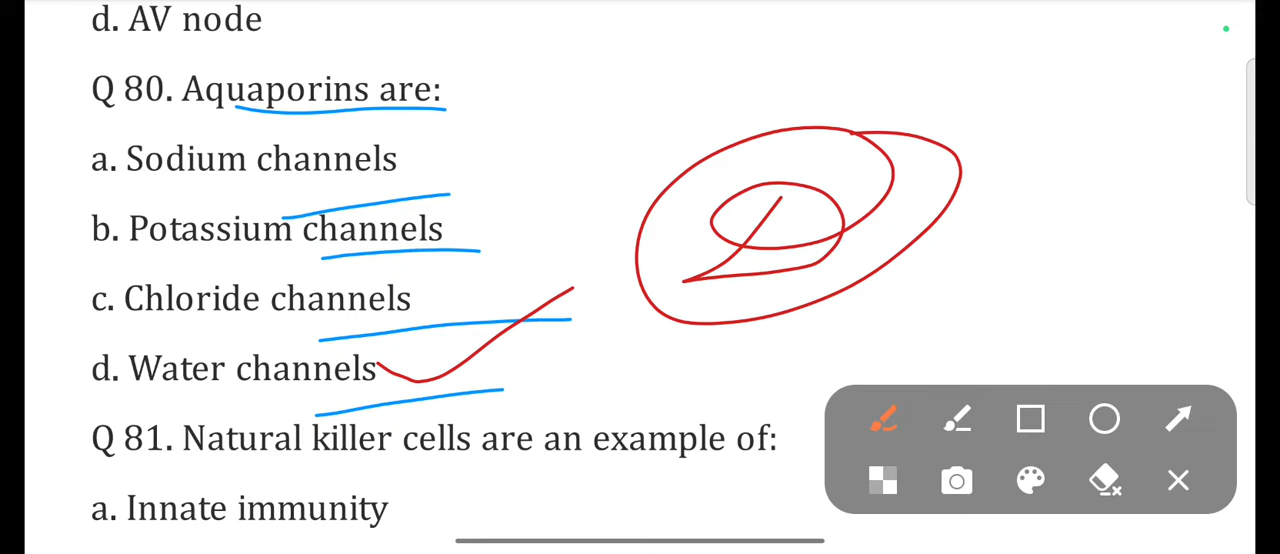 d. AV node
Q 80. Aquaporins are:
a. Sodium channels
b. Potassium channels
c. Chloride channels
d. Water channels
Q 81. Natural killer cells are an example of:
a. Innate immunity